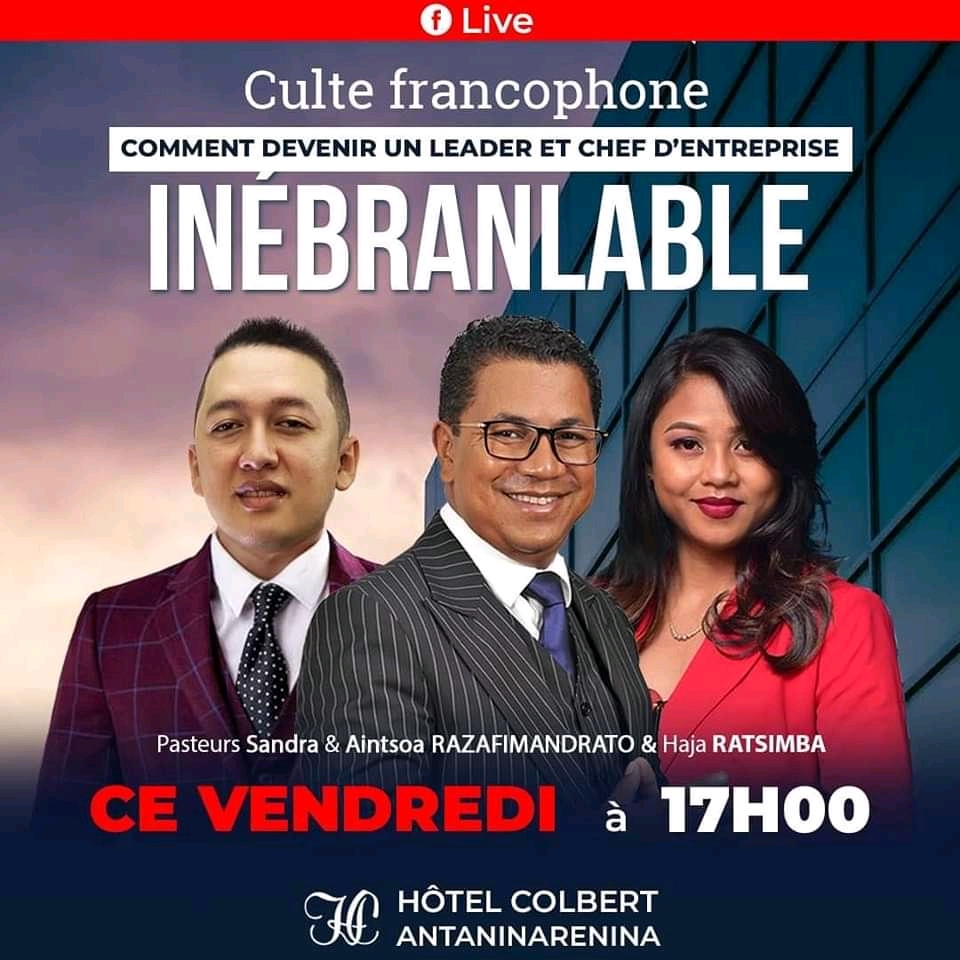 Live
Culte francophone
COMMENT DEVENIR UN LEADER ET CHEF D'ENTREPRISE
INÉBRANLABLE
Pasteurs Sandra & Aintsoa RAZAFIMANDRATO & Haja RATSIMBA
CE VENDREDI à 17H00
HÔTEL COLBERT
ANTANINARENINA